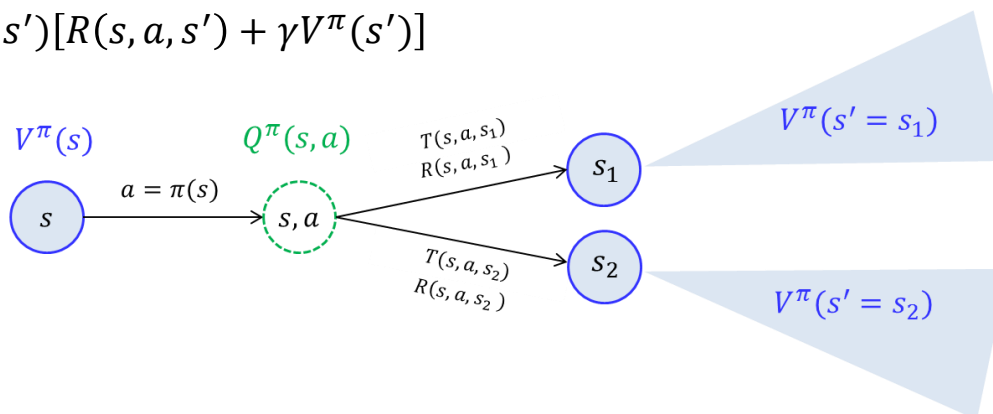 s′)[R(s, a, s′) + γV^π(s′)]
V^π(s)
Q^π(s, a)
a = π(s)
s
s, a
T(s, a, s₁)
R(s, a, s₁)
T(s, a, s₂)
R(s, a, s₂)
s₁
s₂
V^π(s′ = s₁)
V^π(s′ = s₂)